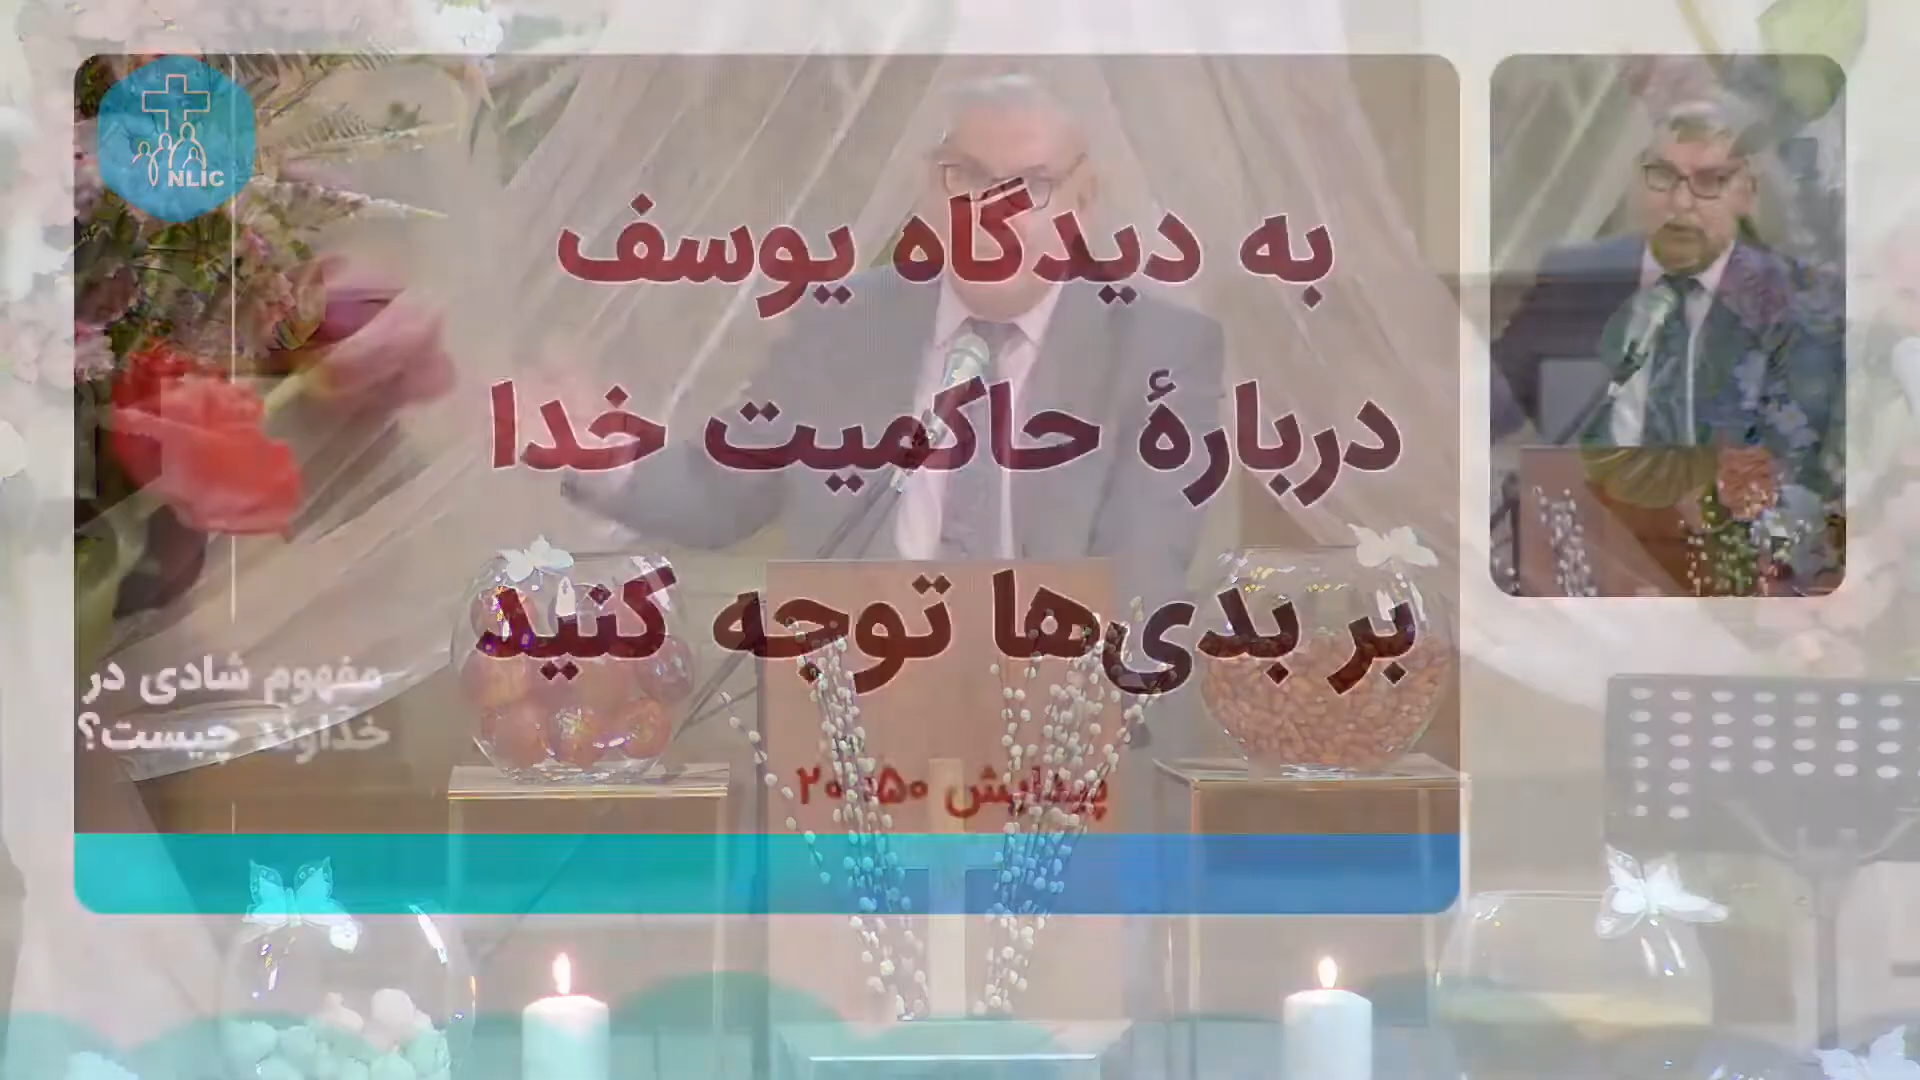 NLIC
به دیدگاه یوسف
دربارهٔ حاکمیت خدا
بر بدی‌ها توجه کنید
پیدایش ۵۰: ۲۰
مفهوم شادی در
خداوند چیست؟